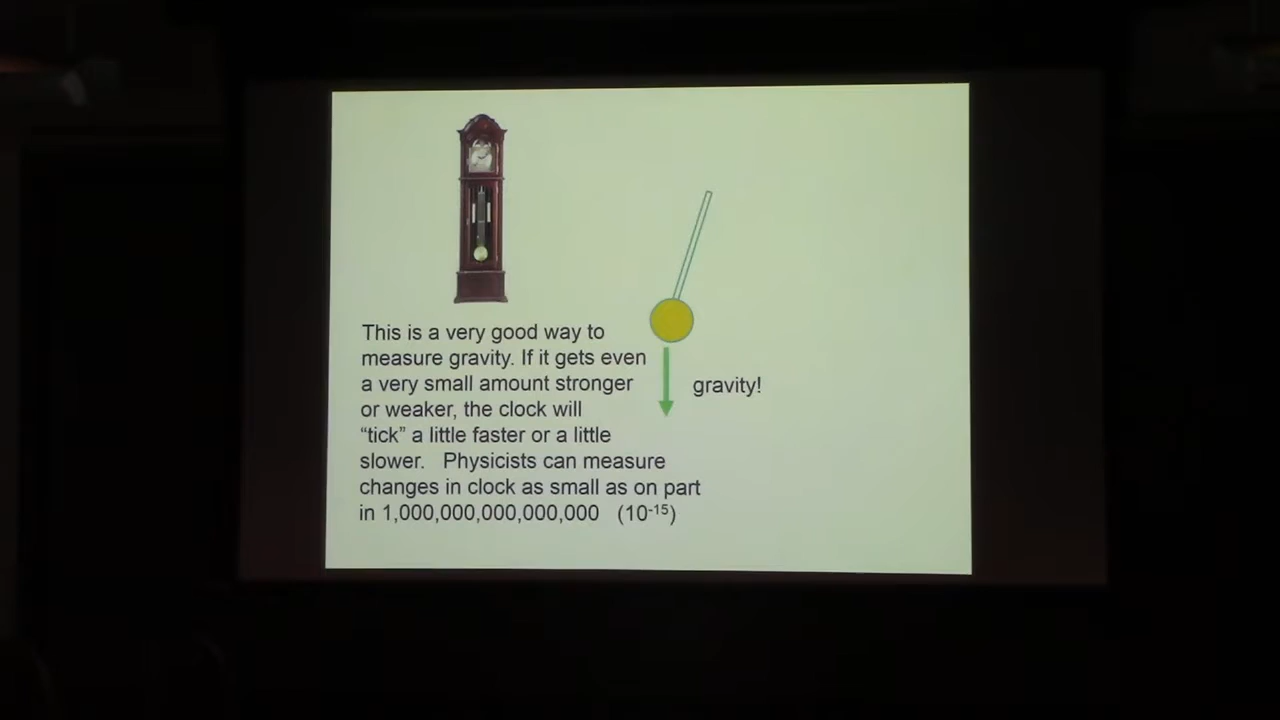 This is a very good way to
measure gravity. If it gets even
a very small amount stronger
or weaker, the clock will
“tick” a little faster or a little
slower. Physicists can measure
changes in clock as small as on part
in 1,000,000,000,000,000 (10⁻¹⁵)
gravity!